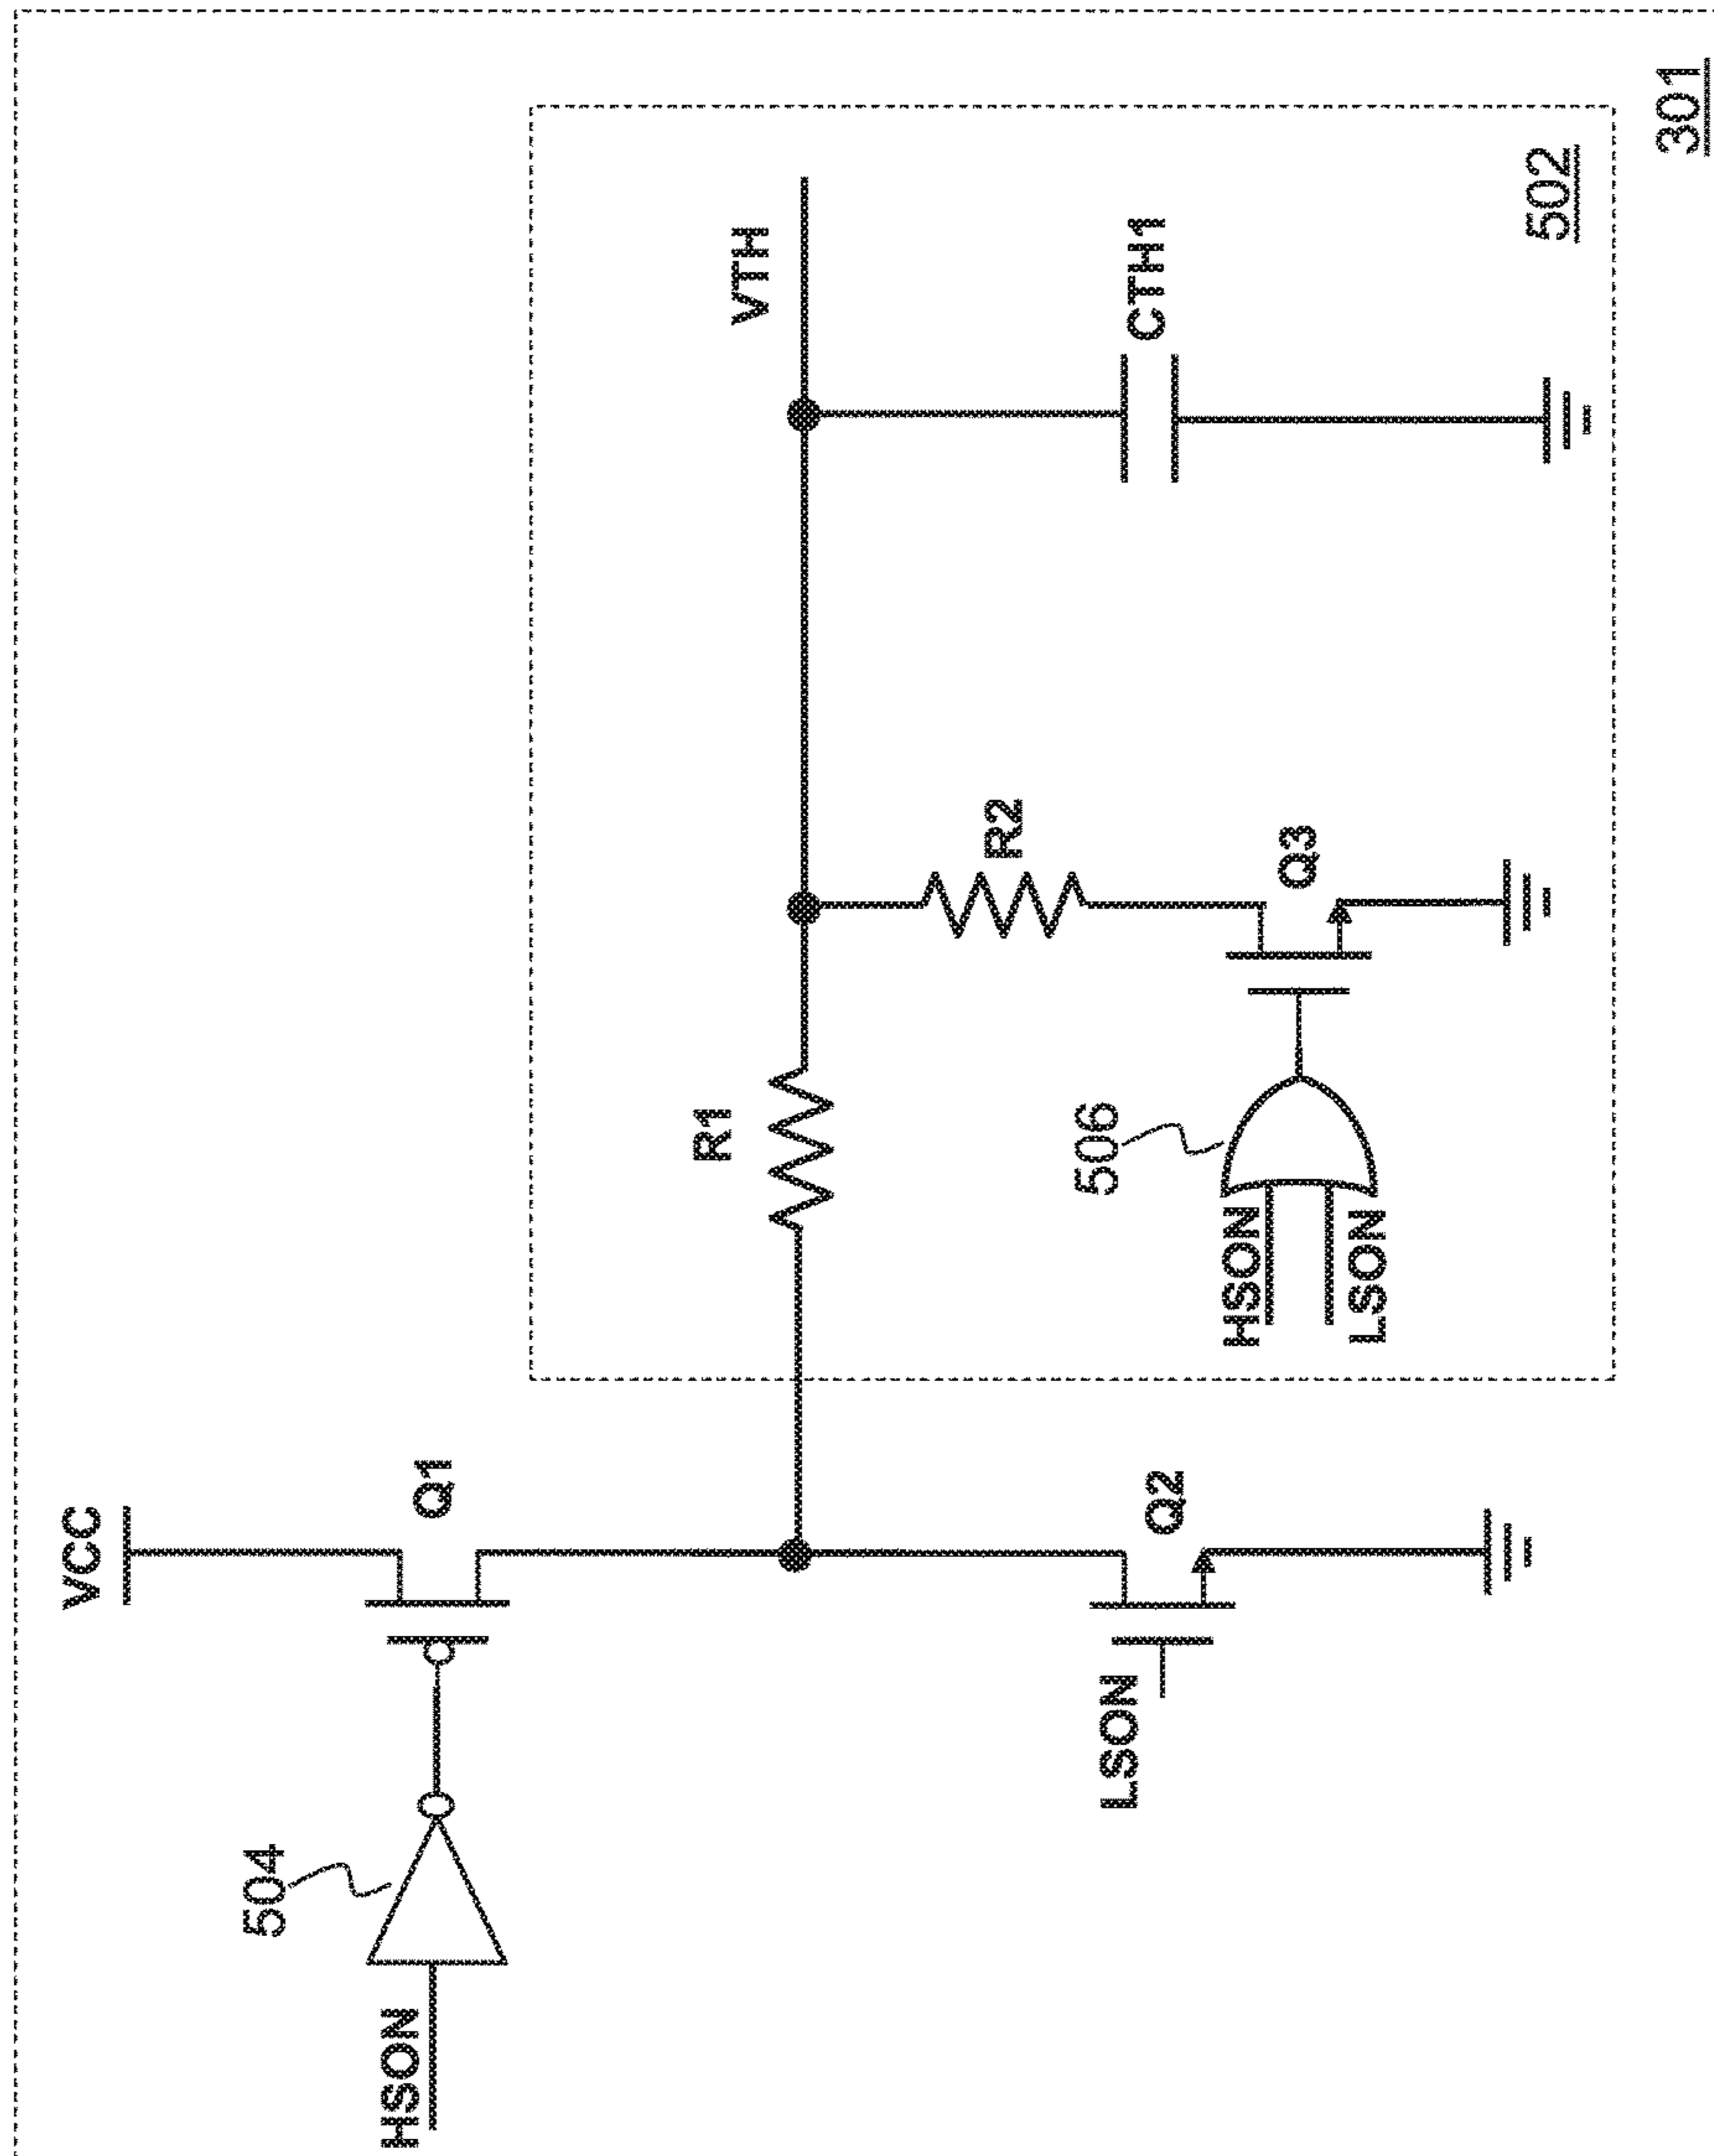 301
502
VCC
504
HSON
Q1
R1
VTH
R2
CTH1
506
HSON
LSON
Q3
LSON
Q2